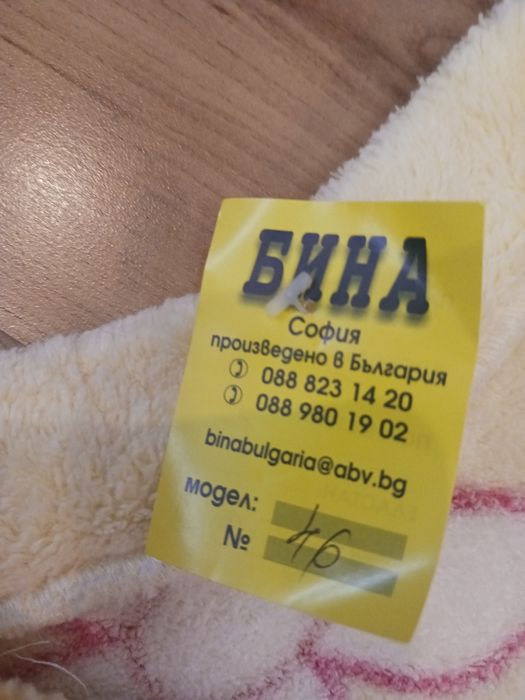 БИНА
София
произведено в България
✆ 088 823 14 20
✆ 088 980 19 02
binabulgaria@abv.bg
модел:
№ 46